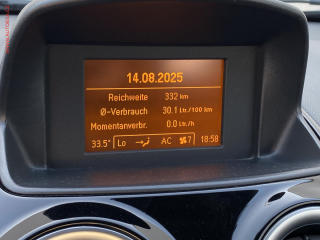 14.08.2025
Reichweite 332 km
Ø-Verbrauch 30.1 Ltr./100 km
Momentanverbr. 0.0 Ltr./h
33.5° Lo AC 7 18:58